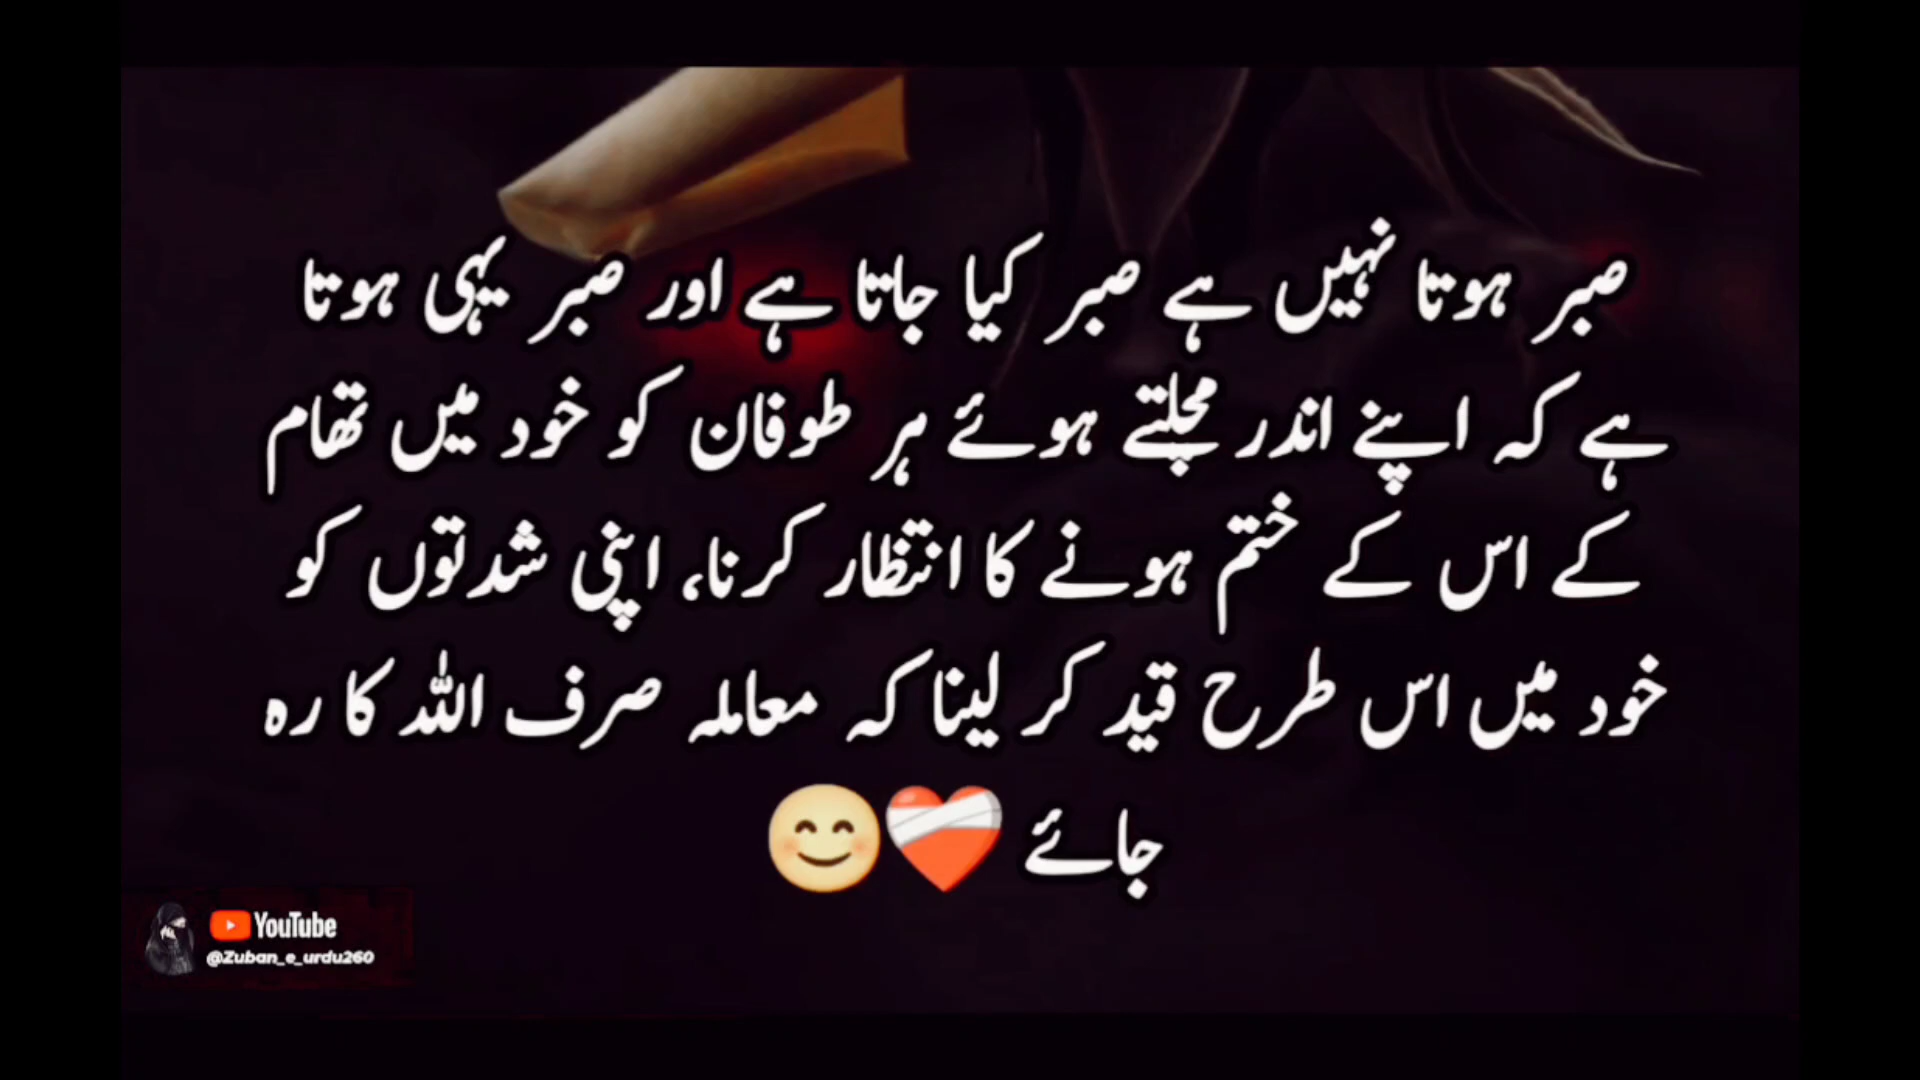 صبر ہوتا نہیں ہے صبر کیا جاتا ہے اور صبر یہی ہوتا
ہے کہ اپنے اندر مچلتے ہوئے ہر طوفان کو خود میں تھام
کے اس کے ختم ہونے کا انتظار کرنا، اپنی شدتوں کو
خود میں اس طرح قید کر لینا کہ معاملہ صرف اللہ کا رہ
جائے ❤️‍🩹😊
YouTube
@Zuban_e_urdu260